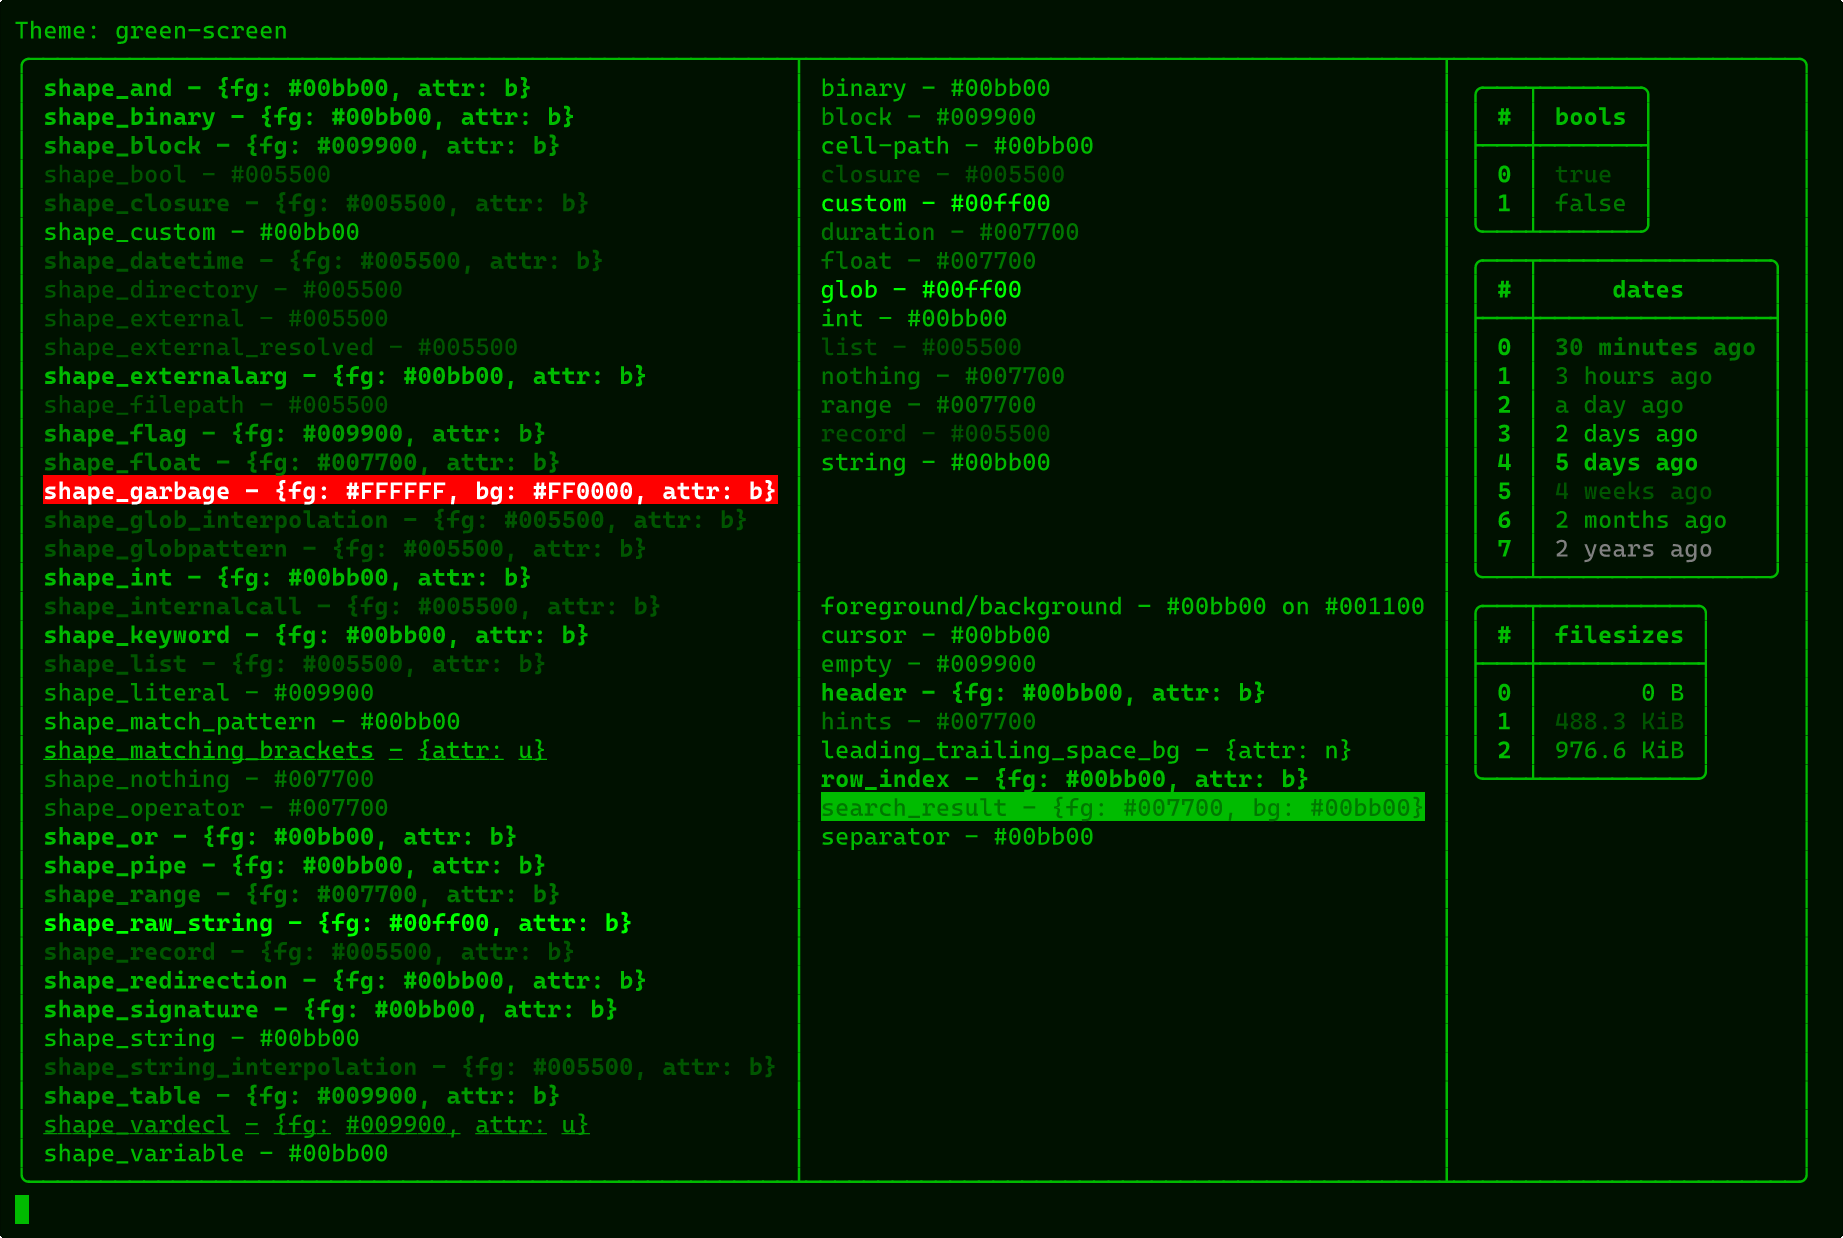 Theme: green-screen
shape_and - {fg: #00bb00, attr: b}
shape_binary - {fg: #00bb00, attr: b}
shape_block - {fg: #009900, attr: b}
shape_bool - #005500
shape_closure - {fg: #005500, attr: b}
shape_custom - #00bb00
shape_datetime - {fg: #005500, attr: b}
shape_directory - #005500
shape_external - #005500
shape_external_resolved - #005500
shape_externalarg - {fg: #00bb00, attr: b}
shape_filepath - #005500
shape_flag - {fg: #009900, attr: b}
shape_float - {fg: #007700, attr: b}
shape_garbage - {fg: #FFFFFF, bg: #FF0000, attr: b}
shape_glob_interpolation - {fg: #005500, attr: b}
shape_globpattern - {fg: #005500, attr: b}
shape_int - {fg: #00bb00, attr: b}
shape_internalcall - {fg: #005500, attr: b}
shape_keyword - {fg: #00bb00, attr: b}
shape_list - {fg: #005500, attr: b}
shape_literal - #009900
shape_match_pattern - #00bb00
shape_matching_brackets - {attr: u}
shape_nothing - #007700
shape_operator - #007700
shape_or - {fg: #00bb00, attr: b}
shape_pipe - {fg: #00bb00, attr: b}
shape_range - {fg: #007700, attr: b}
shape_raw_string - {fg: #00ff00, attr: b}
shape_record - {fg: #005500, attr: b}
shape_redirection - {fg: #00bb00, attr: b}
shape_signature - {fg: #00bb00, attr: b}
shape_string - #00bb00
shape_string_interpolation - {fg: #005500, attr: b}
shape_table - {fg: #009900, attr: b}
shape_vardecl - {fg: #009900, attr: u}
shape_variable - #00bb00
binary - #00bb00
block - #009900
cell-path - #00bb00
closure - #005500
custom - #00ff00
duration - #007700
float - #007700
glob - #00ff00
int - #00bb00
list - #005500
nothing - #007700
range - #007700
record - #005500
string - #00bb00
foreground/background - #00bb00 on #001100
cursor - #00bb00
empty - #009900
header - {fg: #00bb00, attr: b}
hints - #007700
leading_trailing_space_bg - {attr: n}
row_index - {fg: #00bb00, attr: b}
search_result - {fg: #007700, bg: #00bb00}
separator - #00bb00
# bools
0 true
1 false
# dates
0 30 minutes ago
1 3 hours ago
2 a day ago
3 2 days ago
4 5 days ago
5 4 weeks ago
6 2 months ago
7 2 years ago
# filesizes
0 0 B
1 488.3 KiB
2 976.6 KiB